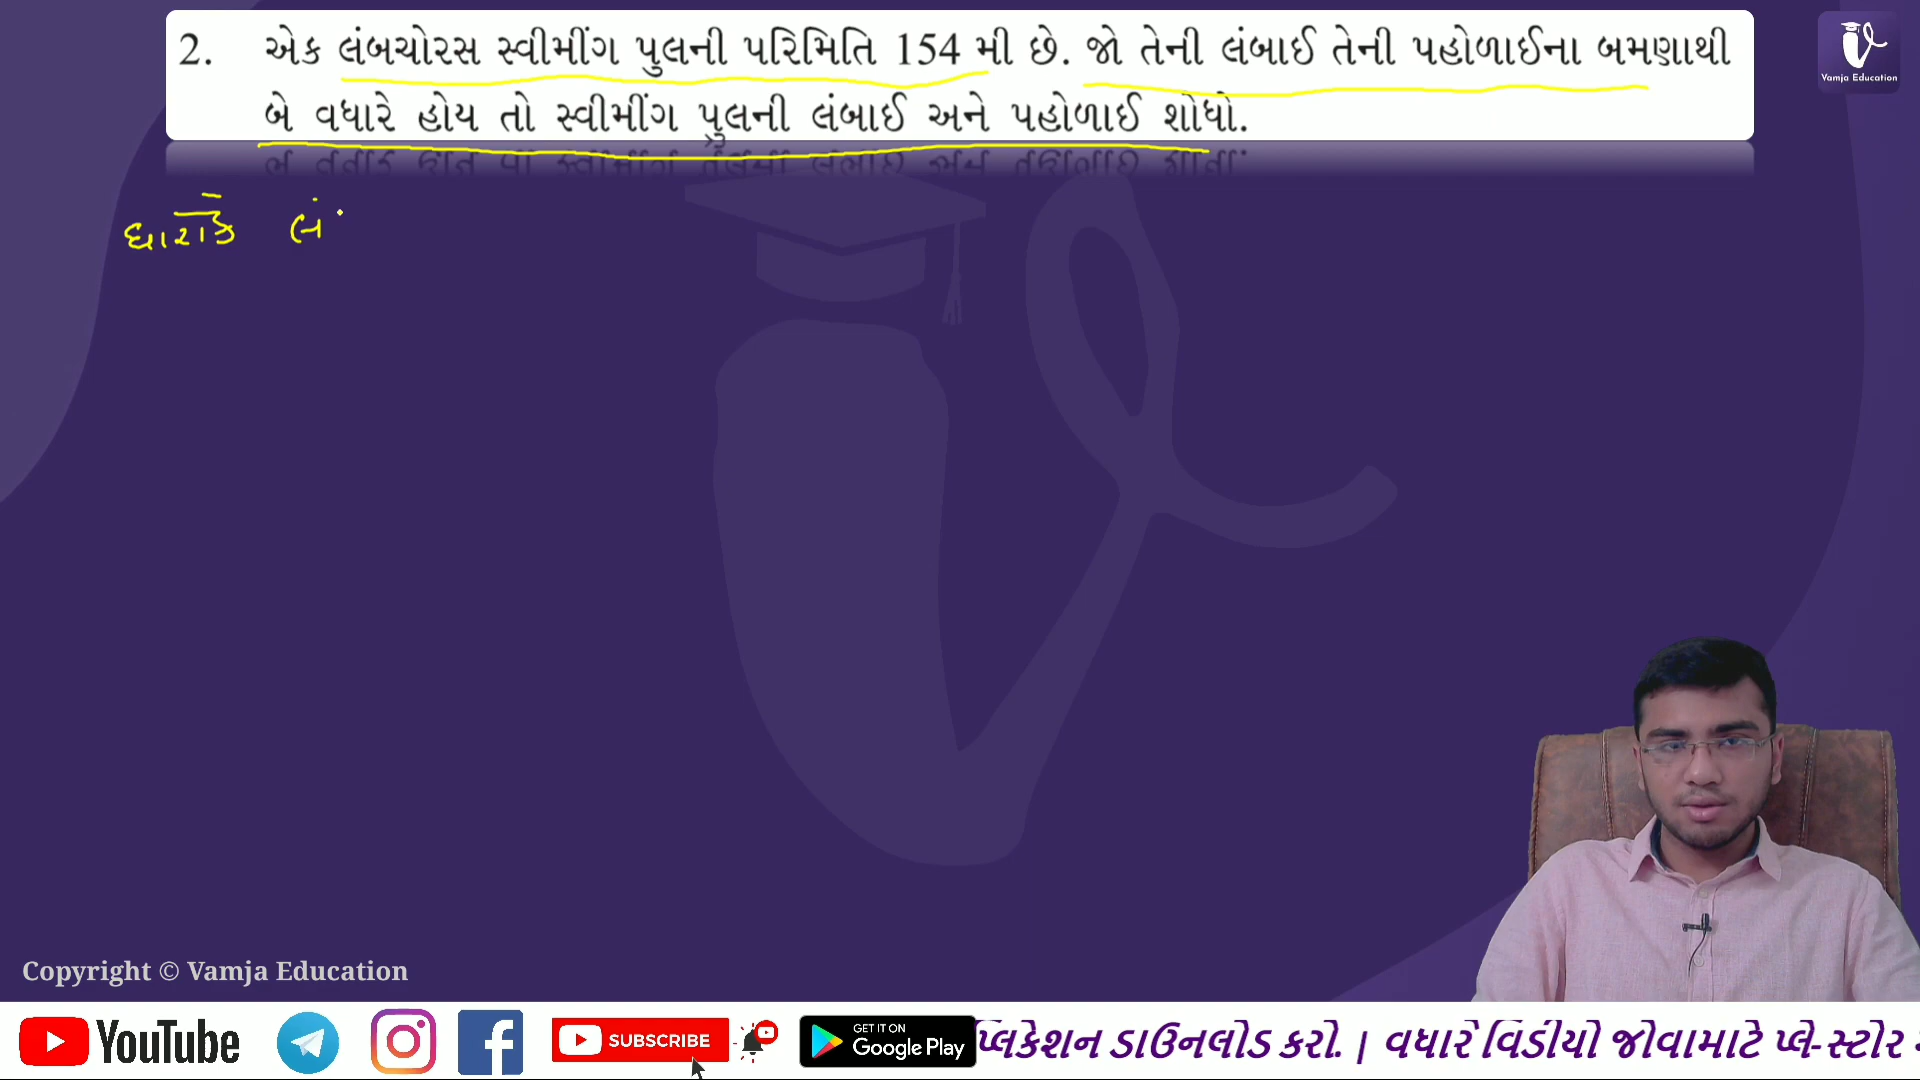 2. એક લંબચોરસ સ્વીમીંગ પુલની પરિમિતિ 154 મી છે. જો તેની લંબાઈ તેની પહોળાઈના બમણાથી
બે વધારે હોય તો સ્વીમીંગ પુલની લંબાઈ અને પહોળાઈ શોધો.
Vamja Education
ધારોકે લં
Copyright © Vamja Education
YouTube
SUBSCRIBE
GET IT ON
Google Play
પ્લિકેશન ડાઉનલોડ કરો. | વધારે વિડીયો જોવામાટે પ્લે-સ્ટોર